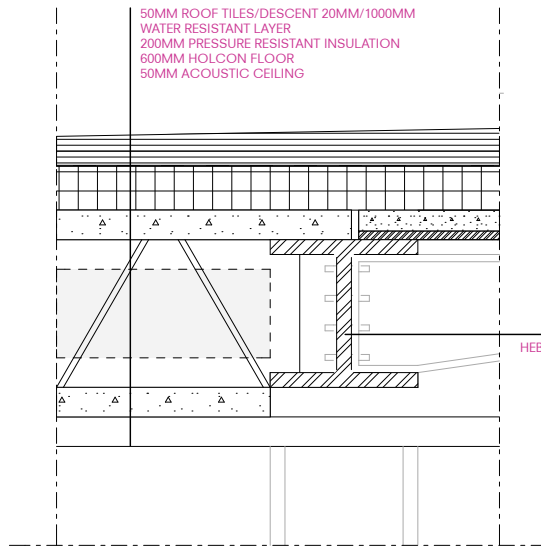 50MM ROOF TILES/DESCENT 20MM/1000MM
WATER RESISTANT LAYER
200MM PRESSURE RESISTANT INSULATION
600MM HOLCON FLOOR
50MM ACOUSTIC CEILING
HEB